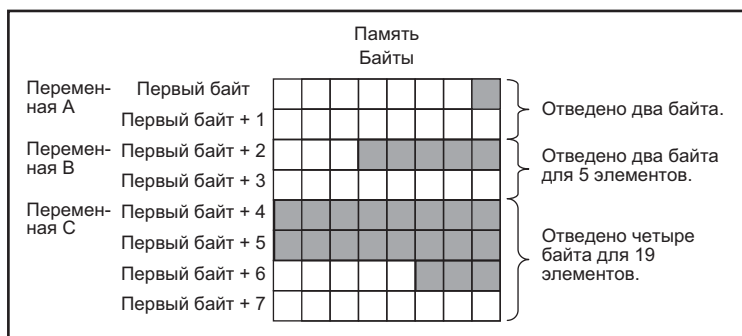 Память
Байты
Перемен-
ная A
Первый байт
Первый байт + 1
Отведено два байта.
Перемен-
ная B
Первый байт + 2
Первый байт + 3
Отведено два байта
для 5 элементов.
Перемен-
ная C
Первый байт + 4
Первый байт + 5
Первый байт + 6
Первый байт + 7
Отведено четыре
байта для 19
элементов.